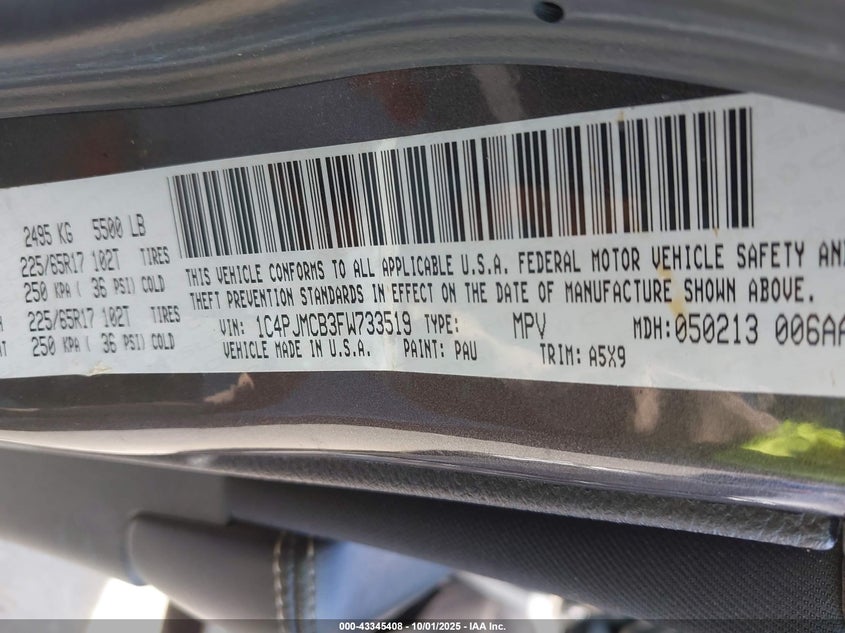 2495 KG 5500 LB
225/65R17 102T TIRES
250 KPA ( 36 PSI) COLD
225/65R17 102T TIRES
250 KPA ( 36 PSI) COLD
THIS VEHICLE CONFORMS TO ALL APPLICABLE U.S.A. FEDERAL MOTOR VEHICLE SAFETY AN
THEFT PREVENTION STANDARDS IN EFFECT ON THE DATE OF MANUFACTURE SHOWN ABOVE.
VIN: 1C4PJMCB3FW733519 TYPE: MPV MDH: 050213 006AA
VEHICLE MADE IN U.S.A. PAINT: PAU TRIM: A5X9
000-43345408 - 10/01/2025 - IAA Inc.